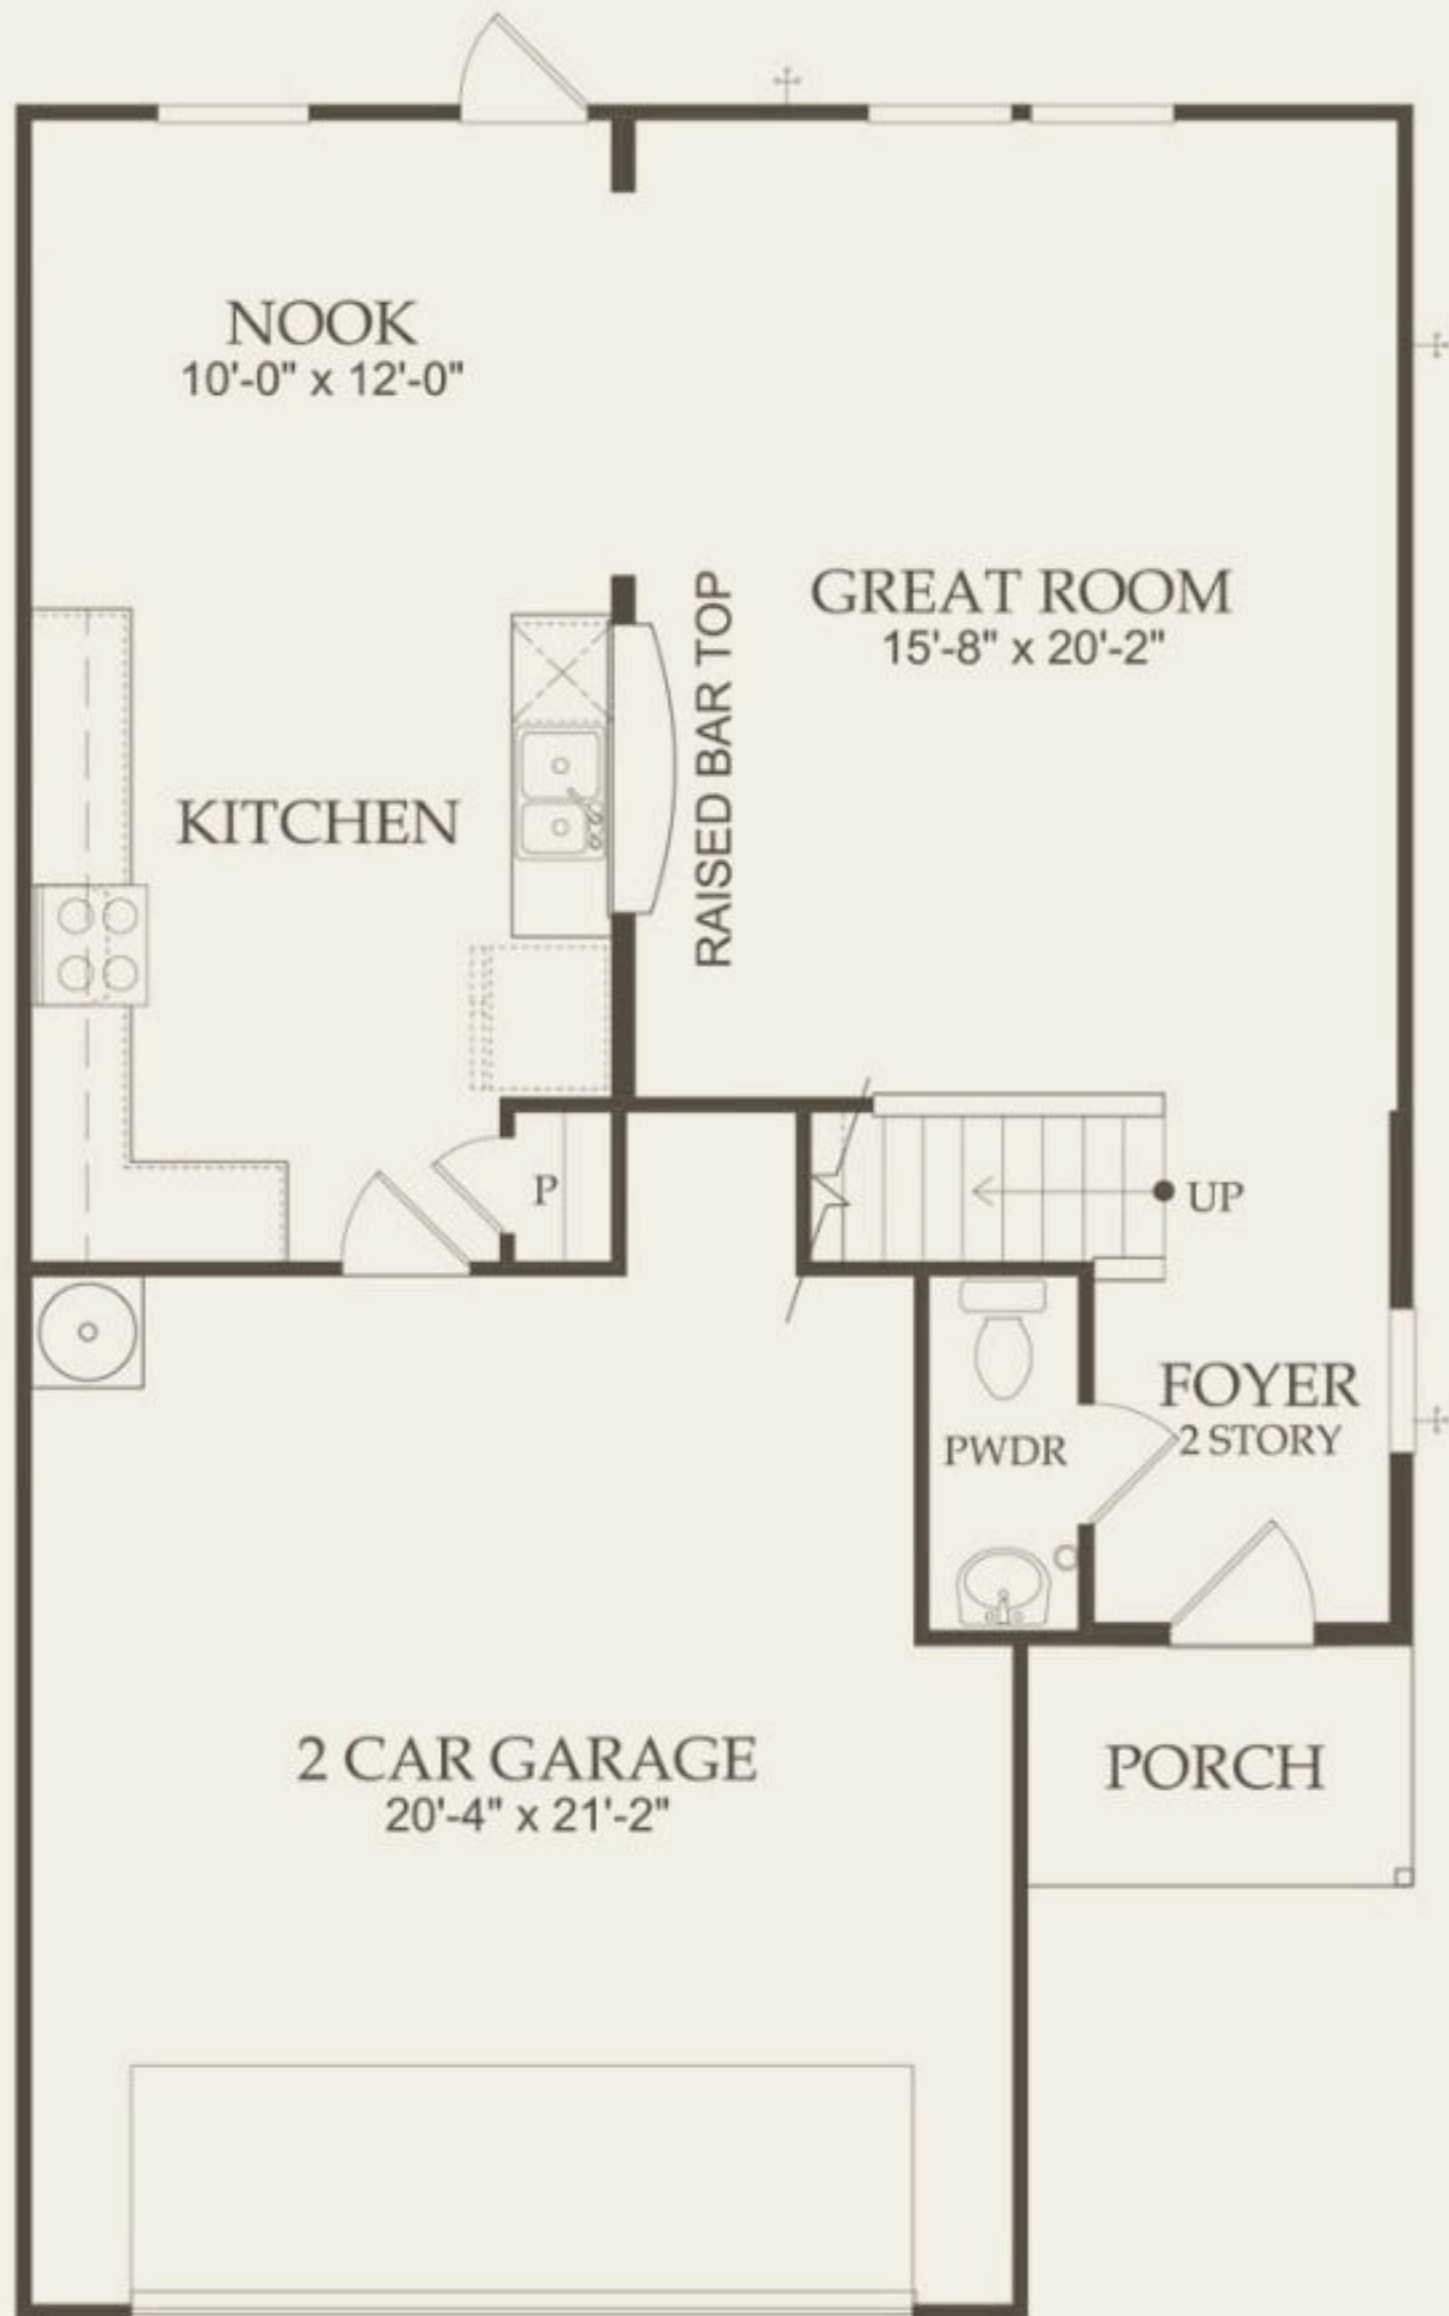 NOOK
10'-0" x 12'-0"
GREAT ROOM
15'-8" x 20'-2"
RAISED BAR TOP
KITCHEN
P
UP
FOYER
2 STORY
PWDR
2 CAR GARAGE
20'-4" x 21'-2"
PORCH